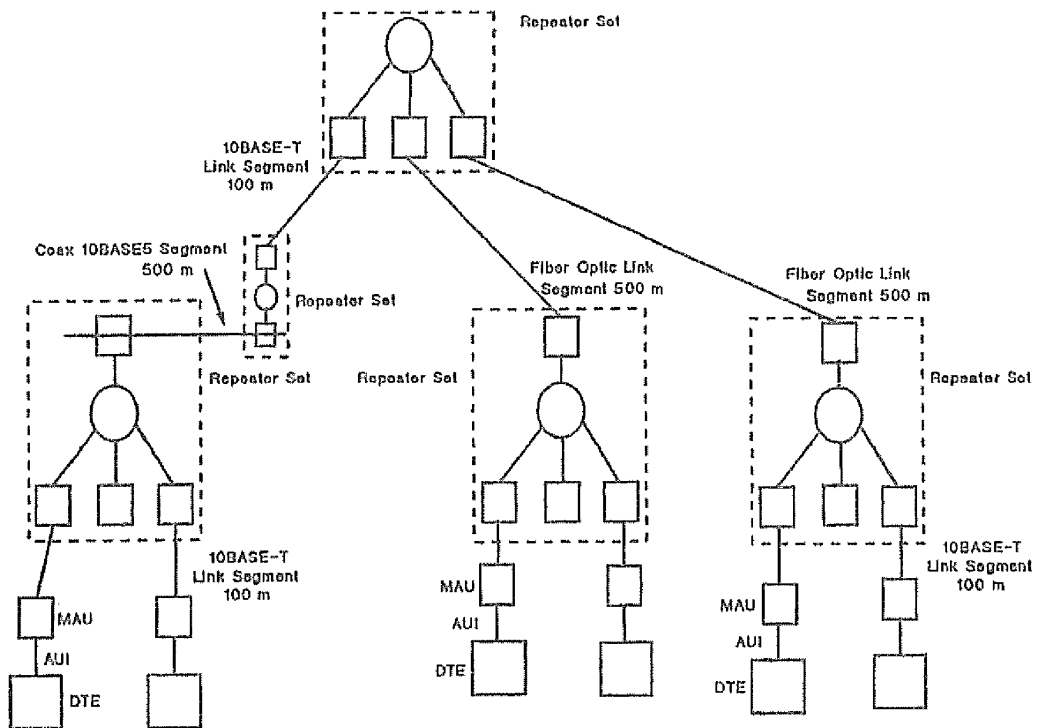 Repeater Set
10BASE-T
Link Segment
100 m
Coax 10BASE5 Segment
500 m
Repeater Set
Fiber Optic Link
Segment 500 m
Fiber Optic Link
Segment 500 m
Repeater Set
Repeater Set
Repeater Set
10BASE-T
Link Segment
100 m
10BASE-T
Link Segment
100 m
MAU
AUI
DTE
MAU
AUI
DTE
MAU
AUI
DTE